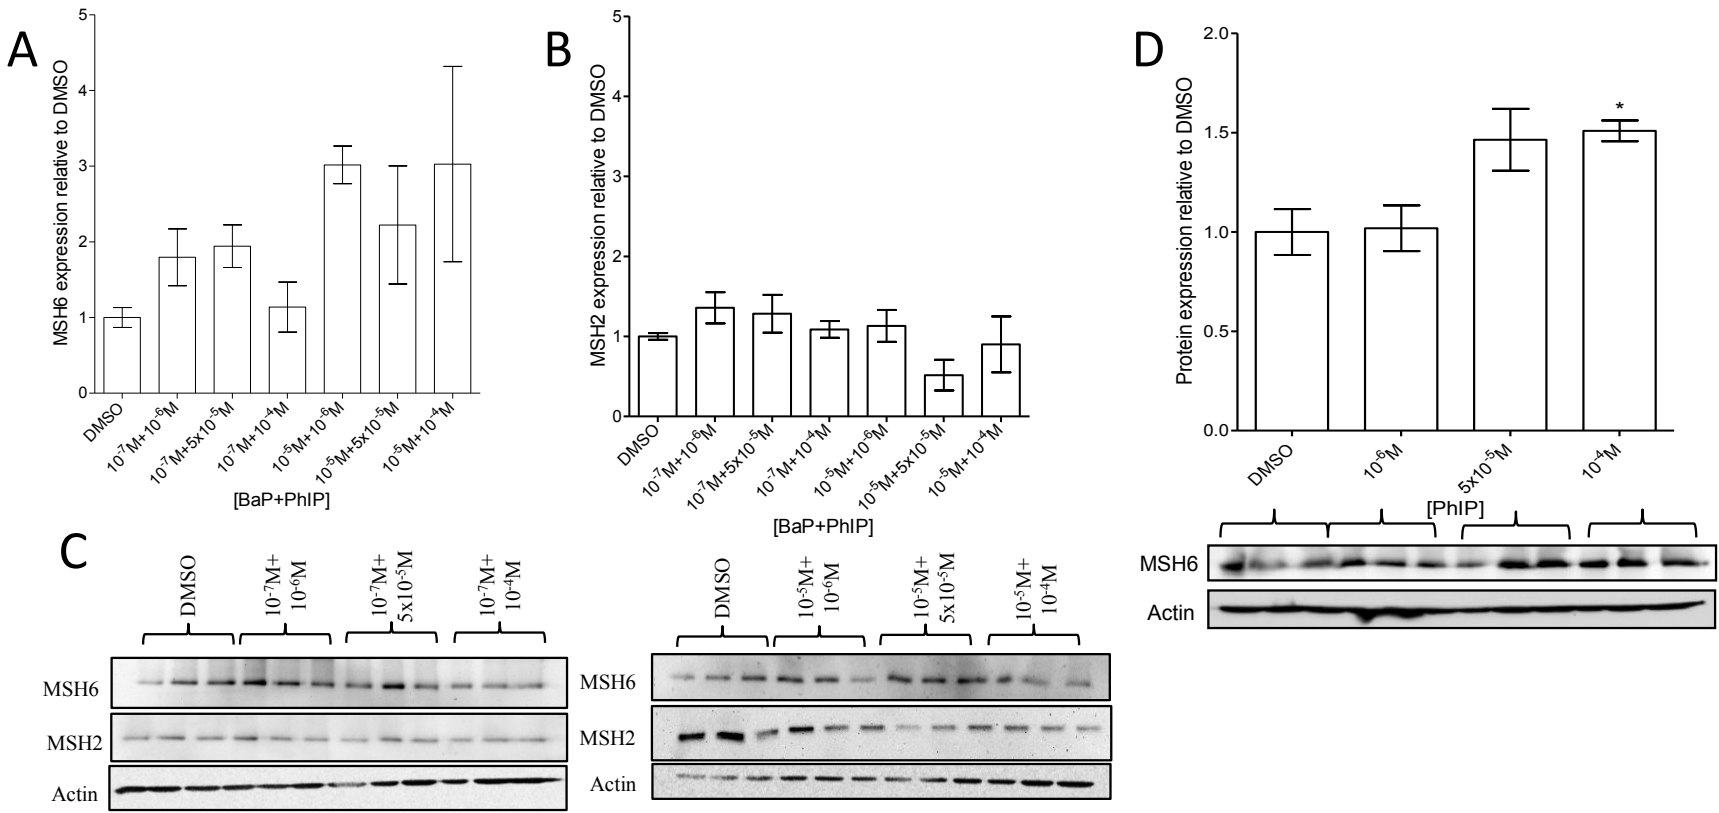 A
MSH6 expression relative to DMSO
5
4
3
2
1
0
DMSO
10⁻⁷M+10⁻⁶M
10⁻⁷M+5x10⁻⁵M
10⁻⁷M+10⁻⁴M
10⁻⁵M+10⁻⁶M
10⁻⁵M+5x10⁻⁵M
10⁻⁵M+10⁻⁴M
[BaP+PhIP]
B
MSH2 expression relative to DMSO
5
4
3
2
1
0
DMSO
10⁻⁷M+10⁻⁶M
10⁻⁷M+5x10⁻⁵M
10⁻⁷M+10⁻⁴M
10⁻⁵M+10⁻⁶M
10⁻⁵M+5x10⁻⁵M
10⁻⁵M+10⁻⁴M
[BaP+PhIP]
D
Protein expression relative to DMSO
2.0
1.5
1.0
0.5
0.0
*
DMSO
10⁻⁶M
5x10⁻⁵M
10⁻⁴M
[PhIP]
MSH6
Actin
C
DMSO
10⁻⁷M+
10⁻⁶M
10⁻⁷M+
5x10⁻⁵M
10⁻⁷M+
10⁻⁴M
MSH6
MSH2
Actin
DMSO
10⁻⁵M+
10⁻⁶M
10⁻⁵M+
5x10⁻⁵M
10⁻⁵M+
10⁻⁴M
MSH6
MSH2
Actin